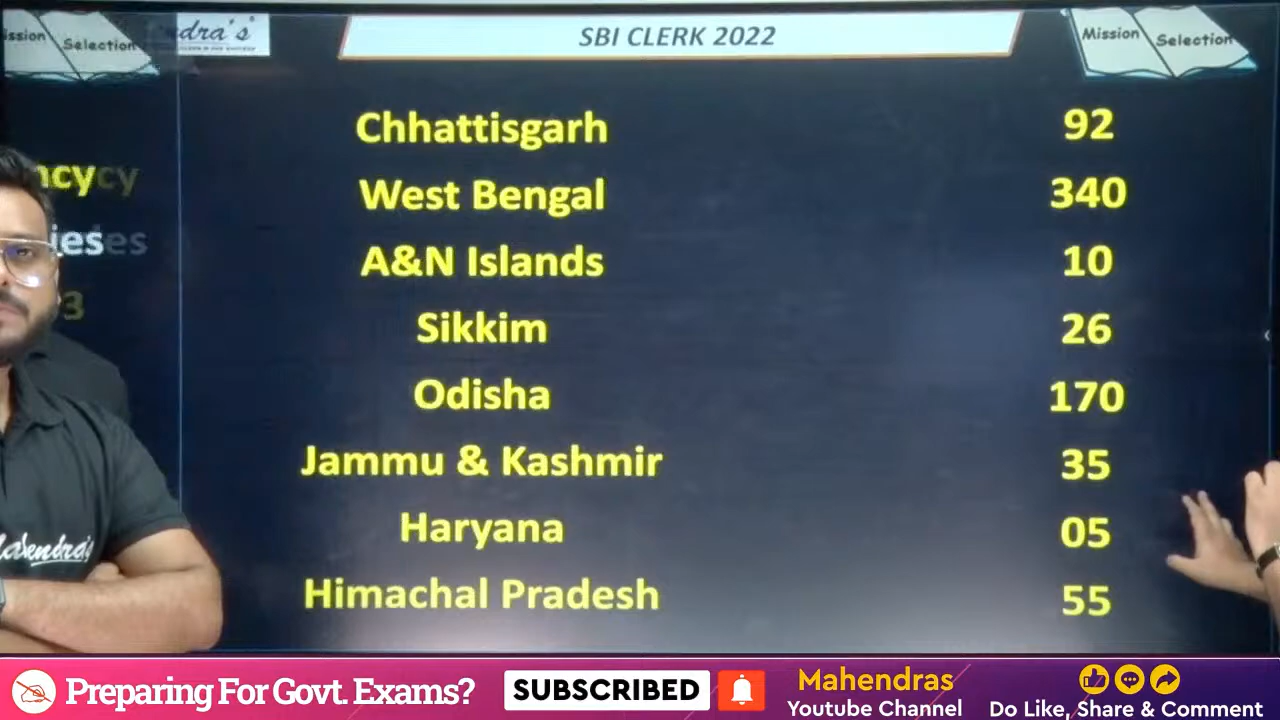 Selection
SBI CLERK 2022
Mission
Selection
Chhattisgarh 92
West Bengal 340
A&N Islands 10
Sikkim 26
Odisha 170
Jammu & Kashmir 35
Haryana 05
Himachal Pradesh 55
3
Preparing For Govt. Exams?
SUBSCRIBED
Mahendras
Youtube Channel
Do Like, Share & Comment